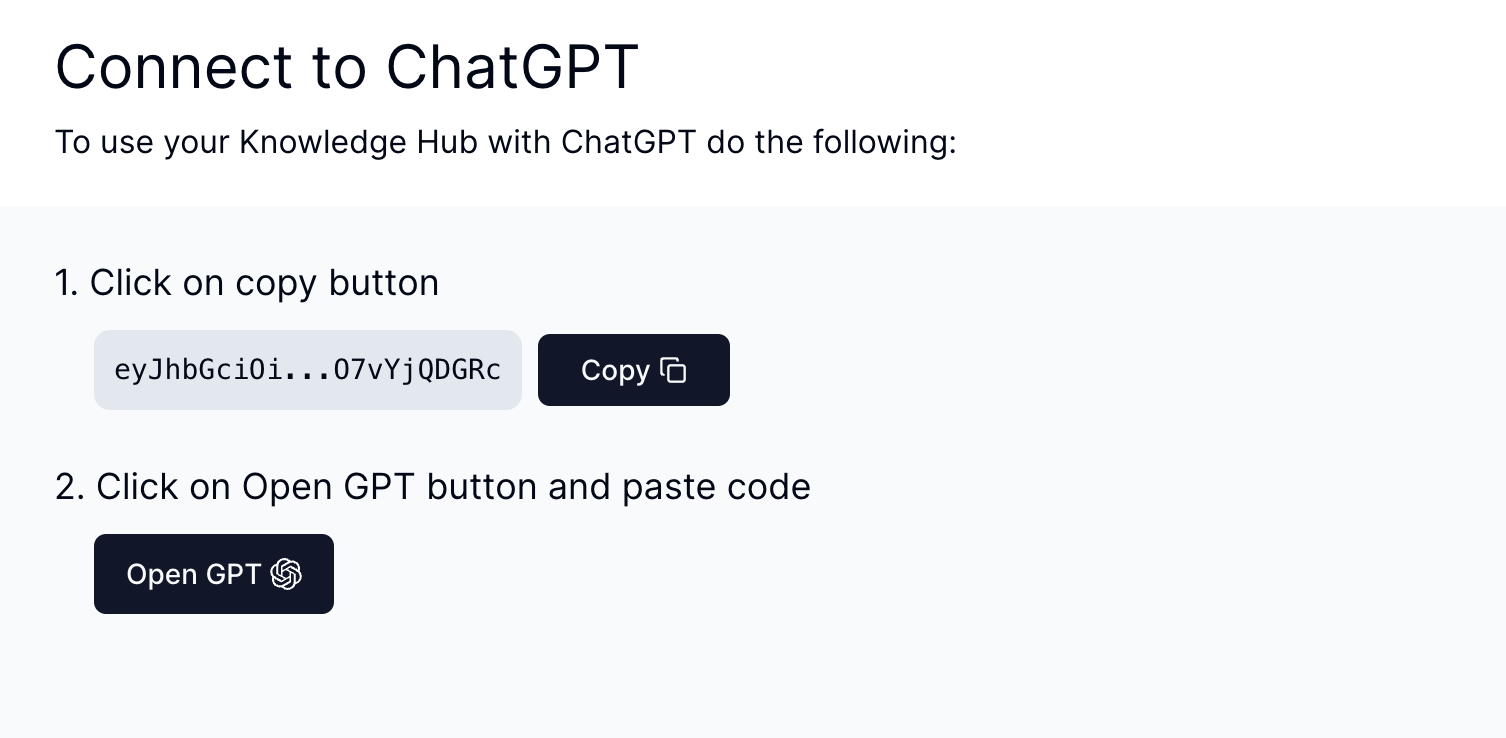 Connect to ChatGPT
To use your Knowledge Hub with ChatGPT do the following:
1. Click on copy button
eyJhbGciOi...O7vYjQDGRc
Copy
2. Click on Open GPT button and paste code
Open GPT